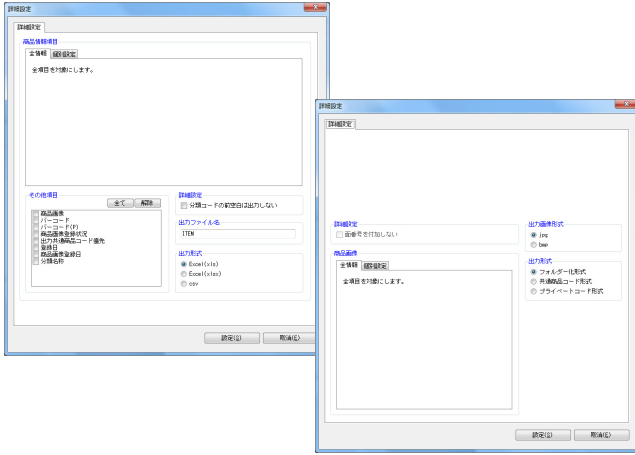 詳細設定
詳細設定
商品情報項目
全情報 個別設定
全項目を対象にします。
その他項目
全て 解除
商品画像
バーコード
バーコード(P)
商品画像登録状況
出力共通商品コード優先
登録日
商品画像登録日
分類名称
詳細設定
分類コードの前空白は出力しない
出力ファイル名
ITEM
出力形式
Excel(xls)
Excel(xlsx)
csv
設定(S) 取消(E)
詳細設定
詳細設定
詳細設定
面番号を付加しない
商品画像
全情報 個別設定
全項目を対象にします。
出力画像形式
jpg
bmp
出力形式
フォルダー化形式
共通商品コード形式
プライベートコード形式
設定(S) 取消(E)